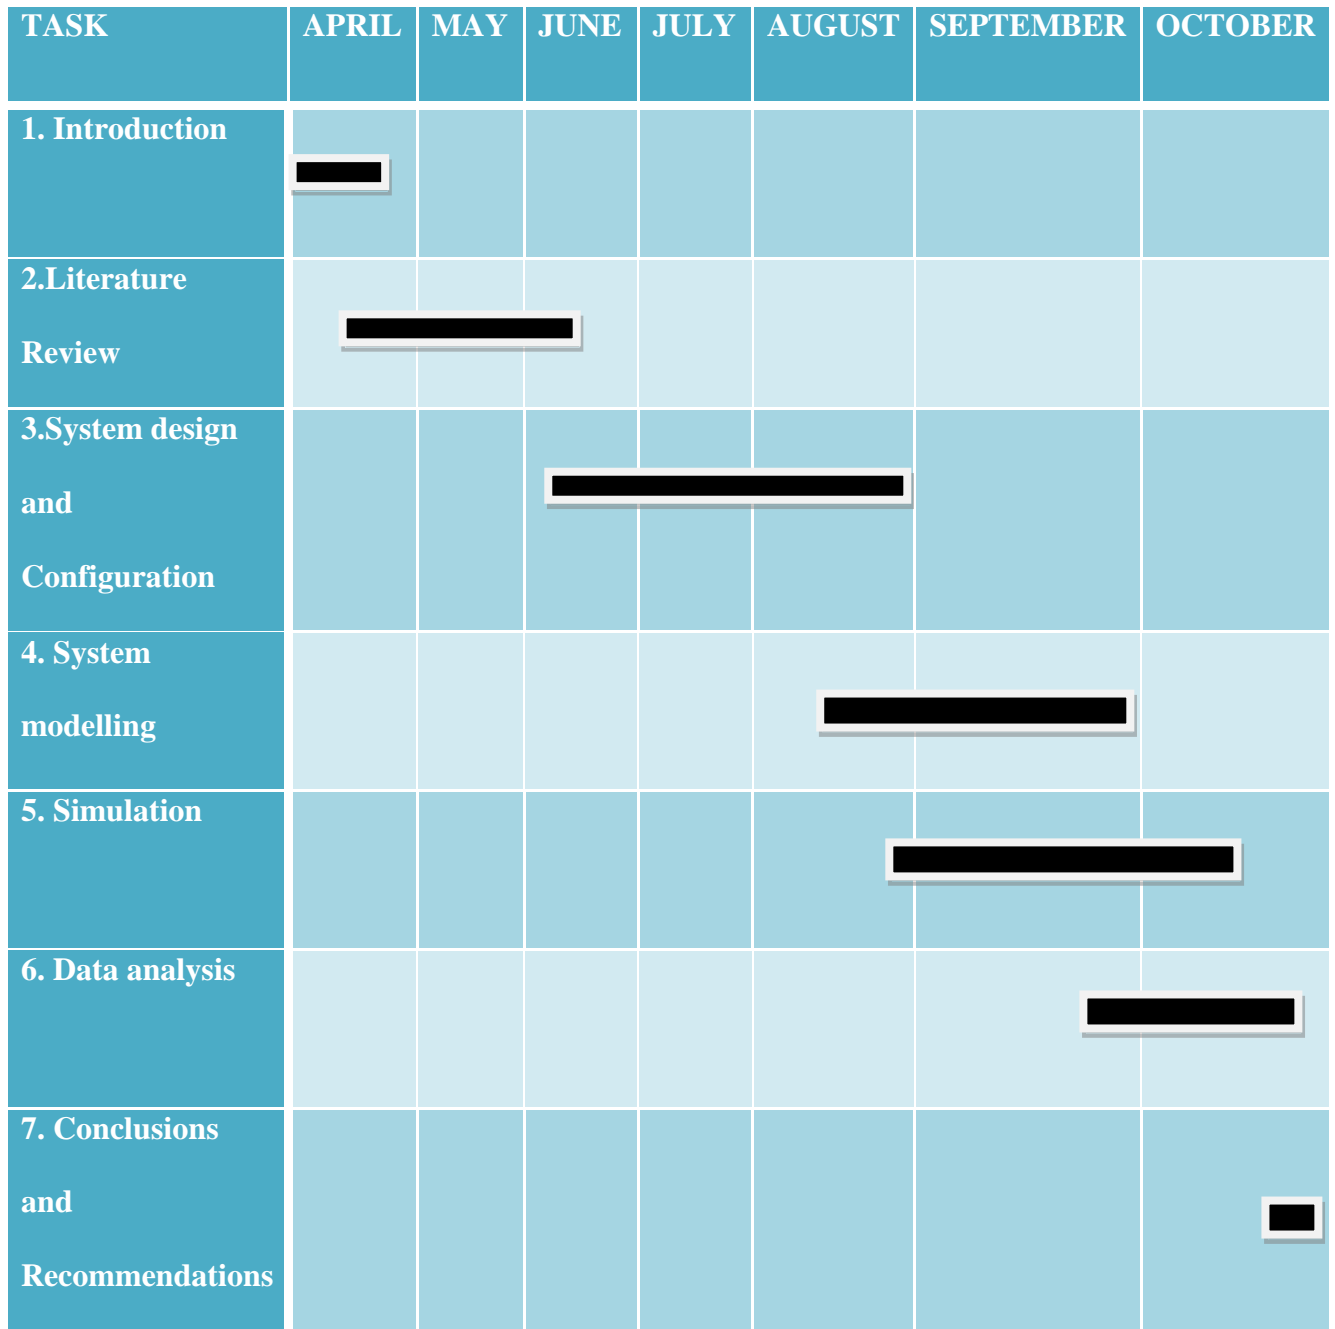 TASK APRIL MAY JUNE JULY AUGUST SEPTEMBER OCTOBER
1. Introduction
2.Literature
Review
3.System design
and
Configuration
4. System
modelling
5. Simulation
6. Data analysis
7. Conclusions
and
Recommendations